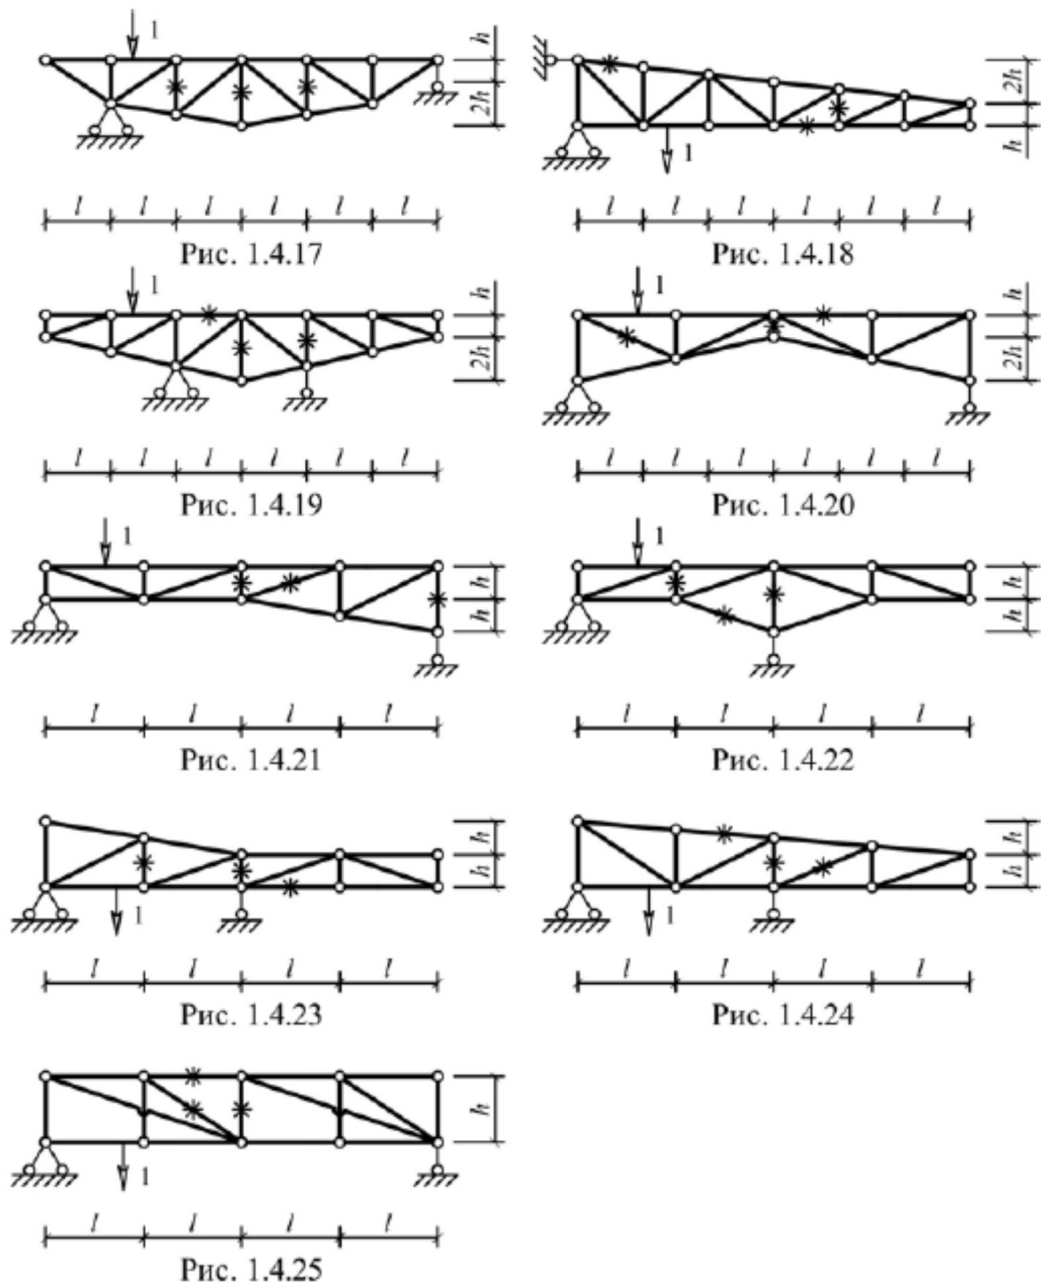 1 h 2h
l l l l l l
Рис. 1.4.17
1 2h h
l l l l l l
Рис. 1.4.18
1 h 2h
l l l l l l
Рис. 1.4.19
1 h 2h
l l l l l l
Рис. 1.4.20
1 h h
l l l l
Рис. 1.4.21
1 h h
l l l l
Рис. 1.4.22
1 h h
l l l l
Рис. 1.4.23
1 h h
l l l l
Рис. 1.4.24
1 h
l l l l
Рис. 1.4.25